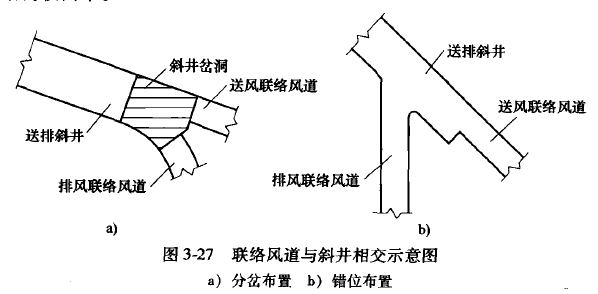 斜井岔洞
送风联络风道
送排斜井
排风联络风道
a)
送排斜井
送风联络风道
排风联络风道
b)
图 3-27 联络风道与斜井相交示意图
a) 分岔布置 b) 错位布置